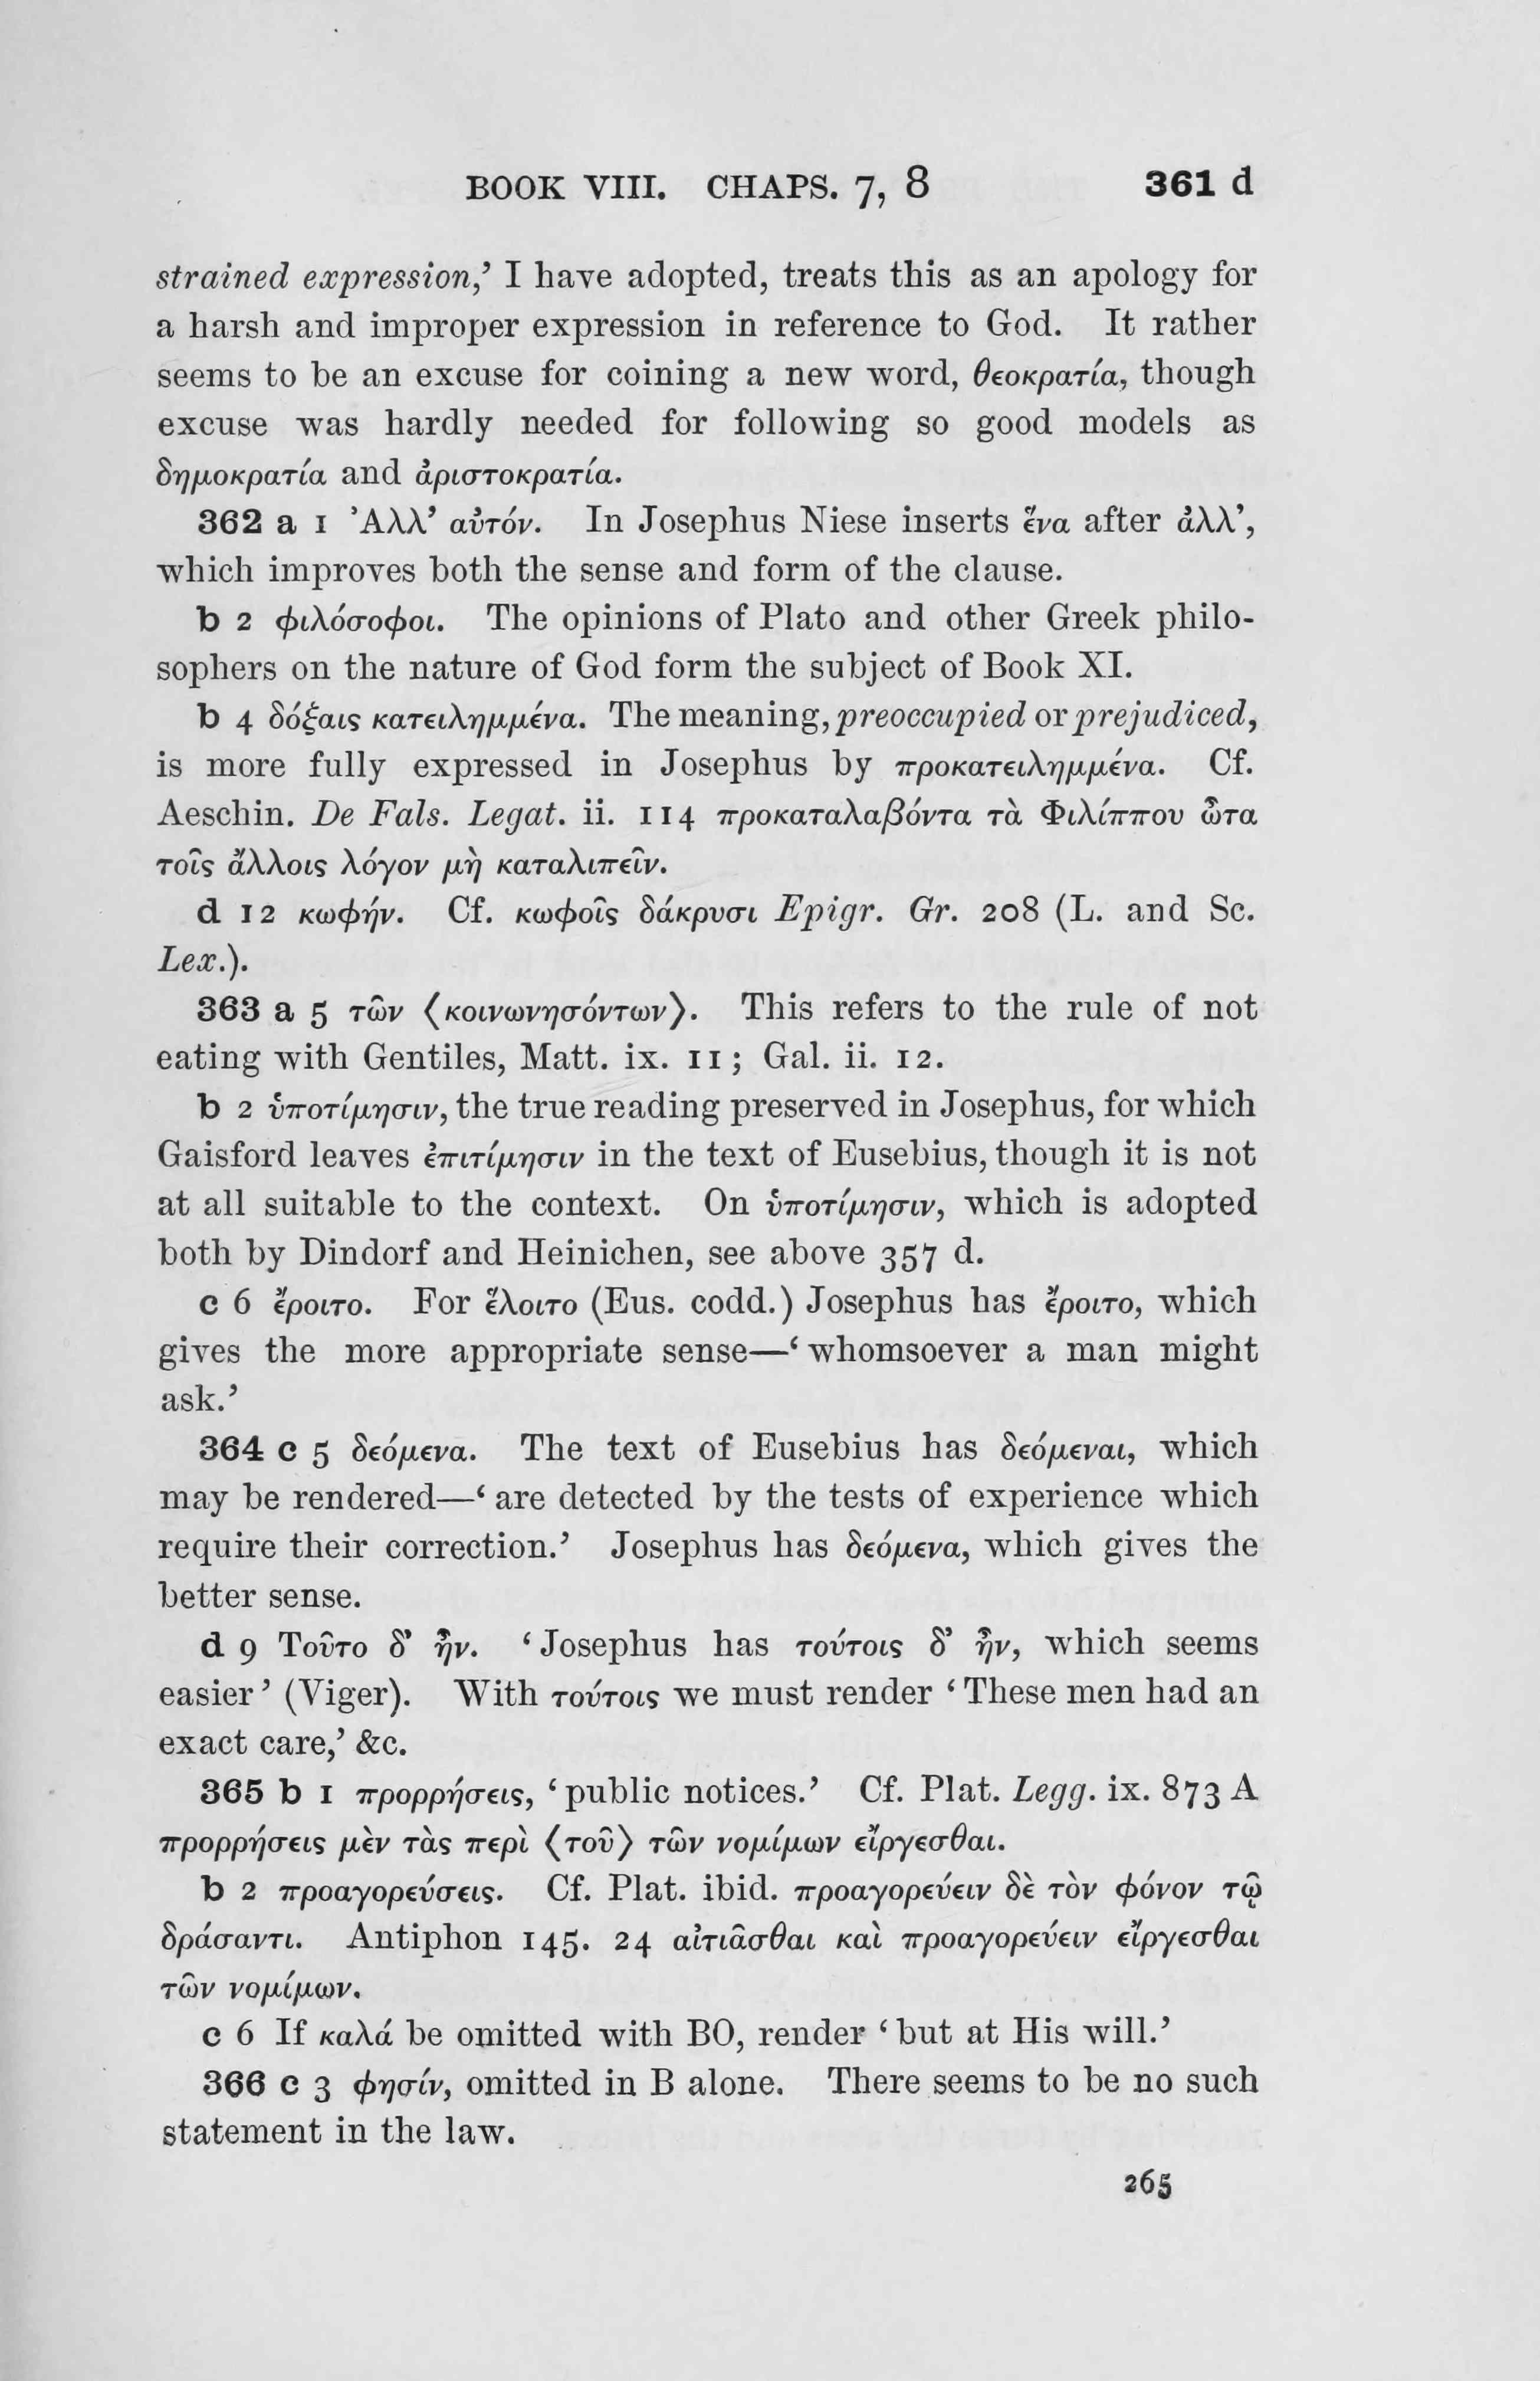 BOOK VIII. CHAPS. 7, 8 361 d
strained expression,’ I have adopted, treats this as an apology for
a harsh and improper expression in reference to God. It rather
seems to be an excuse for coining a new word, θεοκρατία, though
excuse was hardly needed for following so good models as
δημοκρατία and ἀριστοκρατία.
362 a 1 Ἀλλ’ αὐτόν. In Josephus Niese inserts ἕνα after ἀλλ’,
which improves both the sense and form of the clause.
b 2 φιλόσοφοι. The opinions of Plato and other Greek philo-
sophers on the nature of God form the subject of Book XI.
b 4 δόξαις κατειλημμένα. The meaning, preoccupied or prejudiced,
is more fully expressed in Josephus by προκατειλημμένα. Cf.
Aeschin. De Fals. Legat. ii. 114 προκαταλαβόντα τὰ Φιλίππου ὦτα
τοῖς ἄλλοις λόγον μὴ καταλιπεῖν.
d 12 κωφήν. Cf. κωφοῖς δάκρυσι Epigr. Gr. 208 (L. and Sc.
Lex.).
363 a 5 τῶν ⟨κοινωνησόντων⟩. This refers to the rule of not
eating with Gentiles, Matt. ix. 11; Gal. ii. 12.
b 2 ὑποτίμησιν, the true reading preserved in Josephus, for which
Gaisford leaves ἐπιτίμησιν in the text of Eusebius, though it is not
at all suitable to the context. On ὑποτίμησιν, which is adopted
both by Dindorf and Heinichen, see above 357 d.
c 6 ἔροιτο. For ἕλοιτο (Eus. codd.) Josephus has ἔροιτο, which
gives the more appropriate sense—‘whomsoever a man might
ask.’
364 c 5 δεόμενα. The text of Eusebius has δεόμεναι, which
may be rendered—‘are detected by the tests of experience which
require their correction.’ Josephus has δεόμενα, which gives the
better sense.
d 9 Τοῦτο δ’ ἦν. ‘Josephus has τούτοις δ’ ἦν, which seems
easier’ (Viger). With τούτοις we must render ‘These men had an
exact care,’ &c.
365 b 1 προρρήσεις, ‘public notices.’ Cf. Plat. Legg. ix. 873 A
προρρήσεις μὲν τὰς περὶ ⟨τοῦ⟩ τῶν νομίμων εἴργεσθαι.
b 2 προαγορεύσεις. Cf. Plat. ibid. προαγορεύειν δὲ τὸν φόνον τῷ
δράσαντι. Antiphon 145. 24 αἰτιᾶσθαι καὶ προαγορεύειν εἴργεσθαι
τῶν νομίμων.
c 6 If καλά be omitted with BO, render ‘but at His will.’
366 c 3 φησίν, omitted in B alone. There seems to be no such
statement in the law.
265